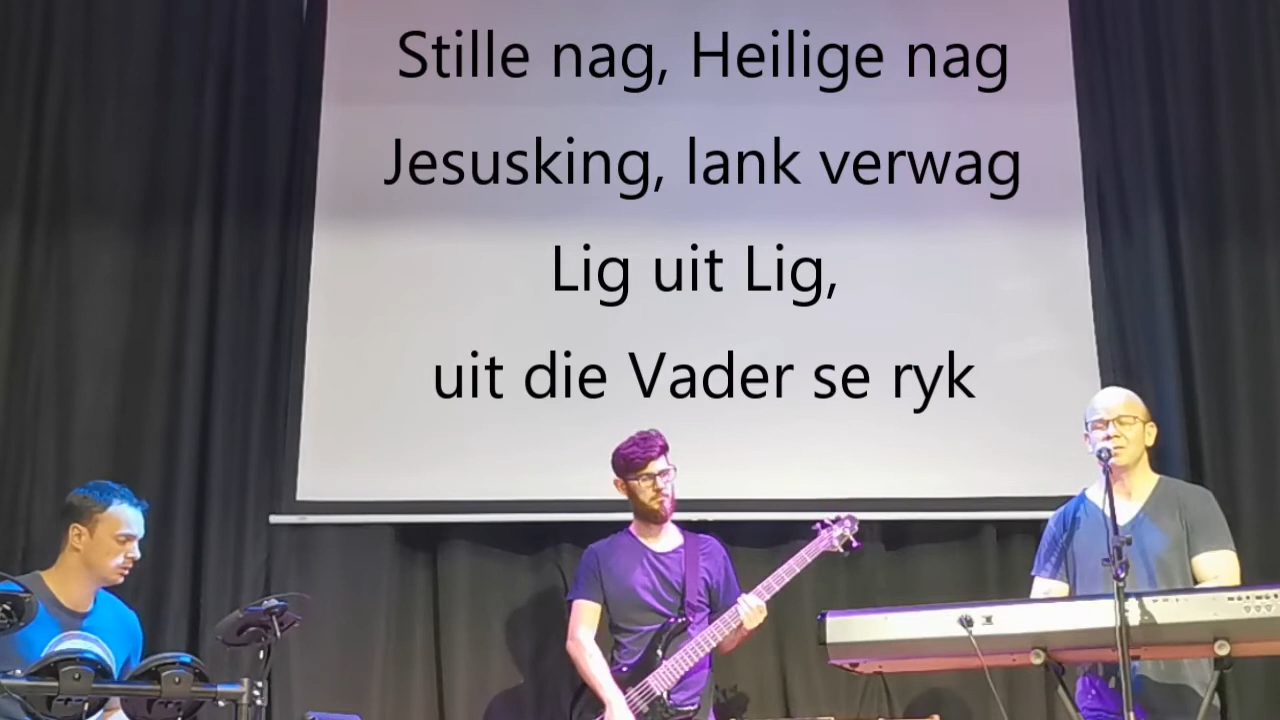 Stille nag, Heilige nag
Jesusking, lank verwag
Lig uit Lig,
uit die Vader se ryk